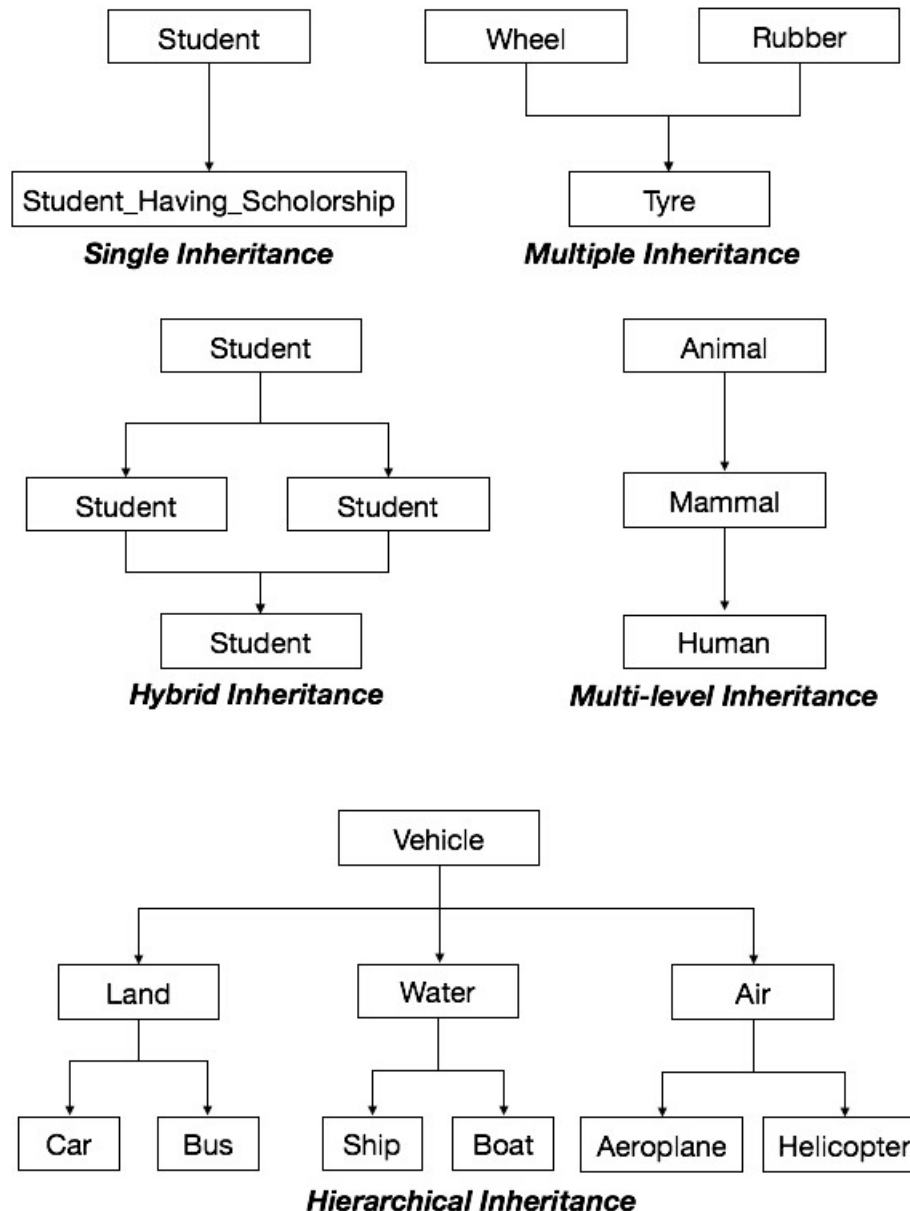 Student
Wheel
Rubber
Student_Having_Scholorship
Tyre
Single Inheritance
Multiple Inheritance
Student
Student
Student
Student
Hybrid Inheritance
Animal
Mammal
Human
Multi-level Inheritance
Vehicle
Land
Water
Air
Car
Bus
Ship
Boat
Aeroplane
Helicopter
Hierarchical Inheritance